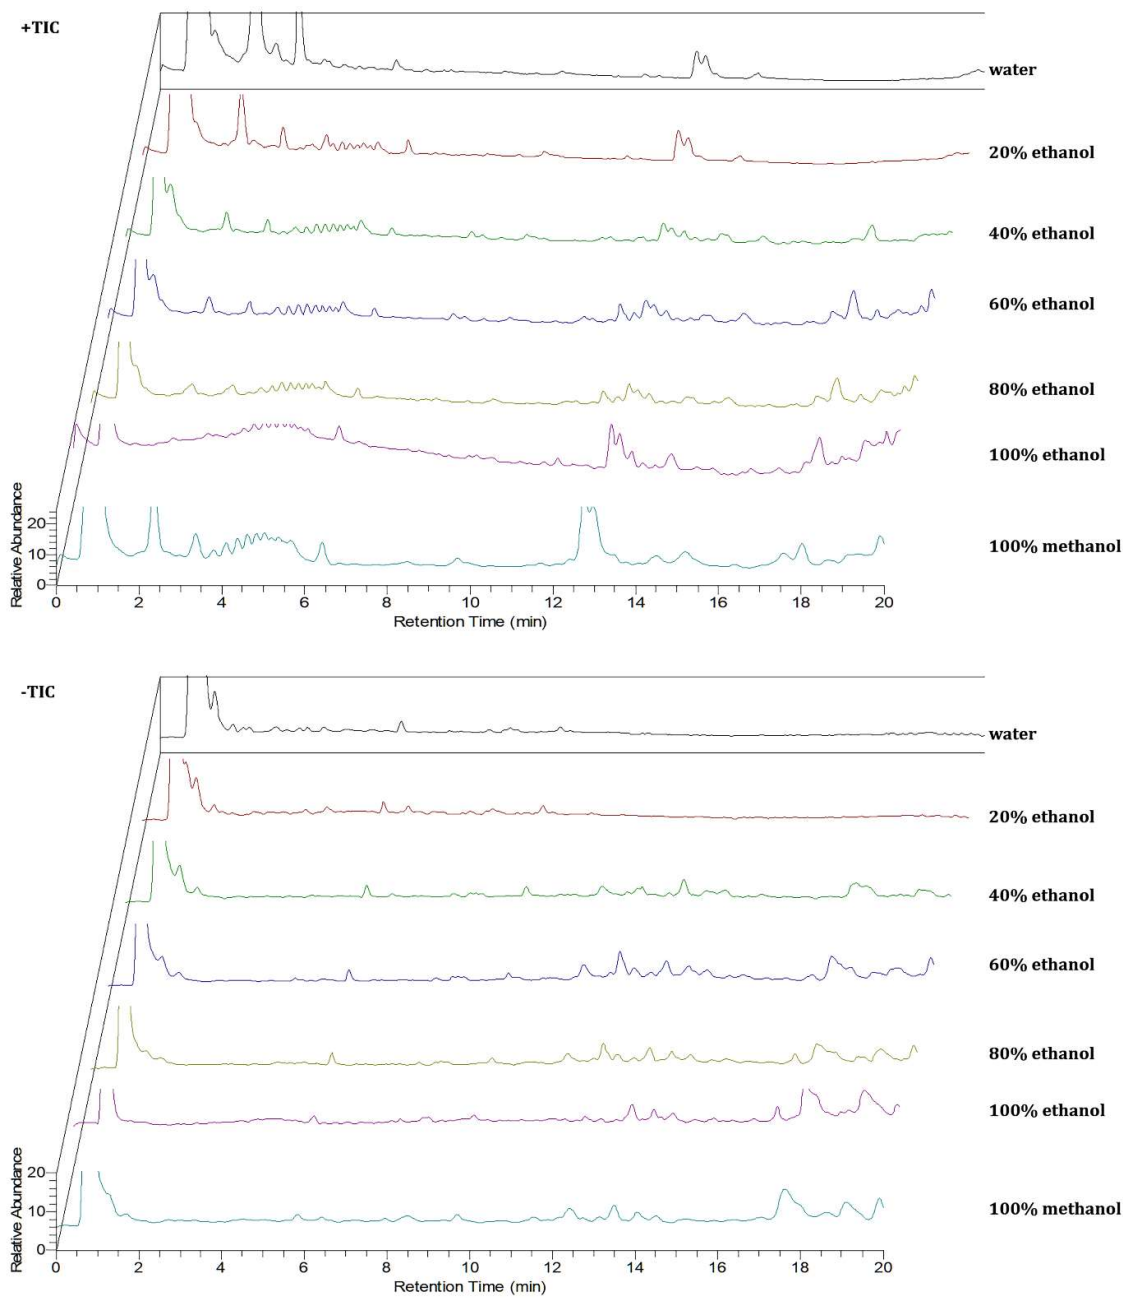 +TIC
water
20% ethanol
40% ethanol
60% ethanol
80% ethanol
100% ethanol
100% methanol
Relative Abundance
20
10
0
0 2 4 6 8 10 12 14 16 18 20
Retention Time (min)
-TIC
water
20% ethanol
40% ethanol
60% ethanol
80% ethanol
100% ethanol
100% methanol
Relative Abundance
20
10
0
0 2 4 6 8 10 12 14 16 18 20
Retention Time (min)